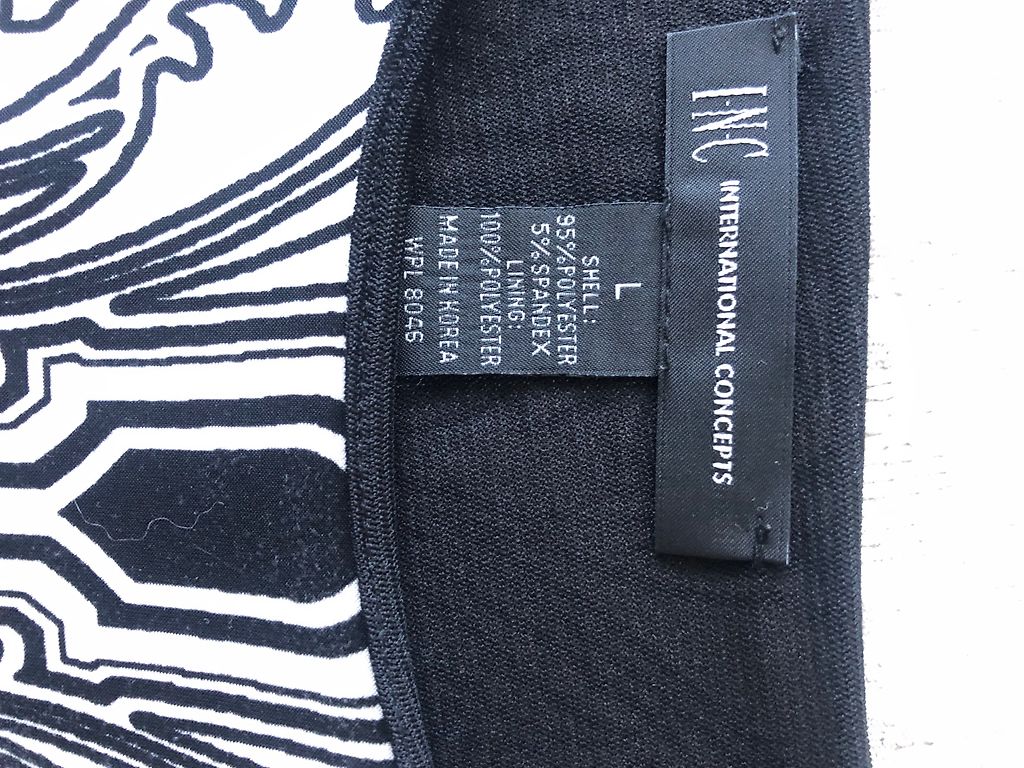 I·N·C
INTERNATIONAL CONCEPTS
L
SHELL:
95%POLYESTER
5%SPANDEX
LINING:
100%POLYESTER
MADE IN KOREA
WPL 8046